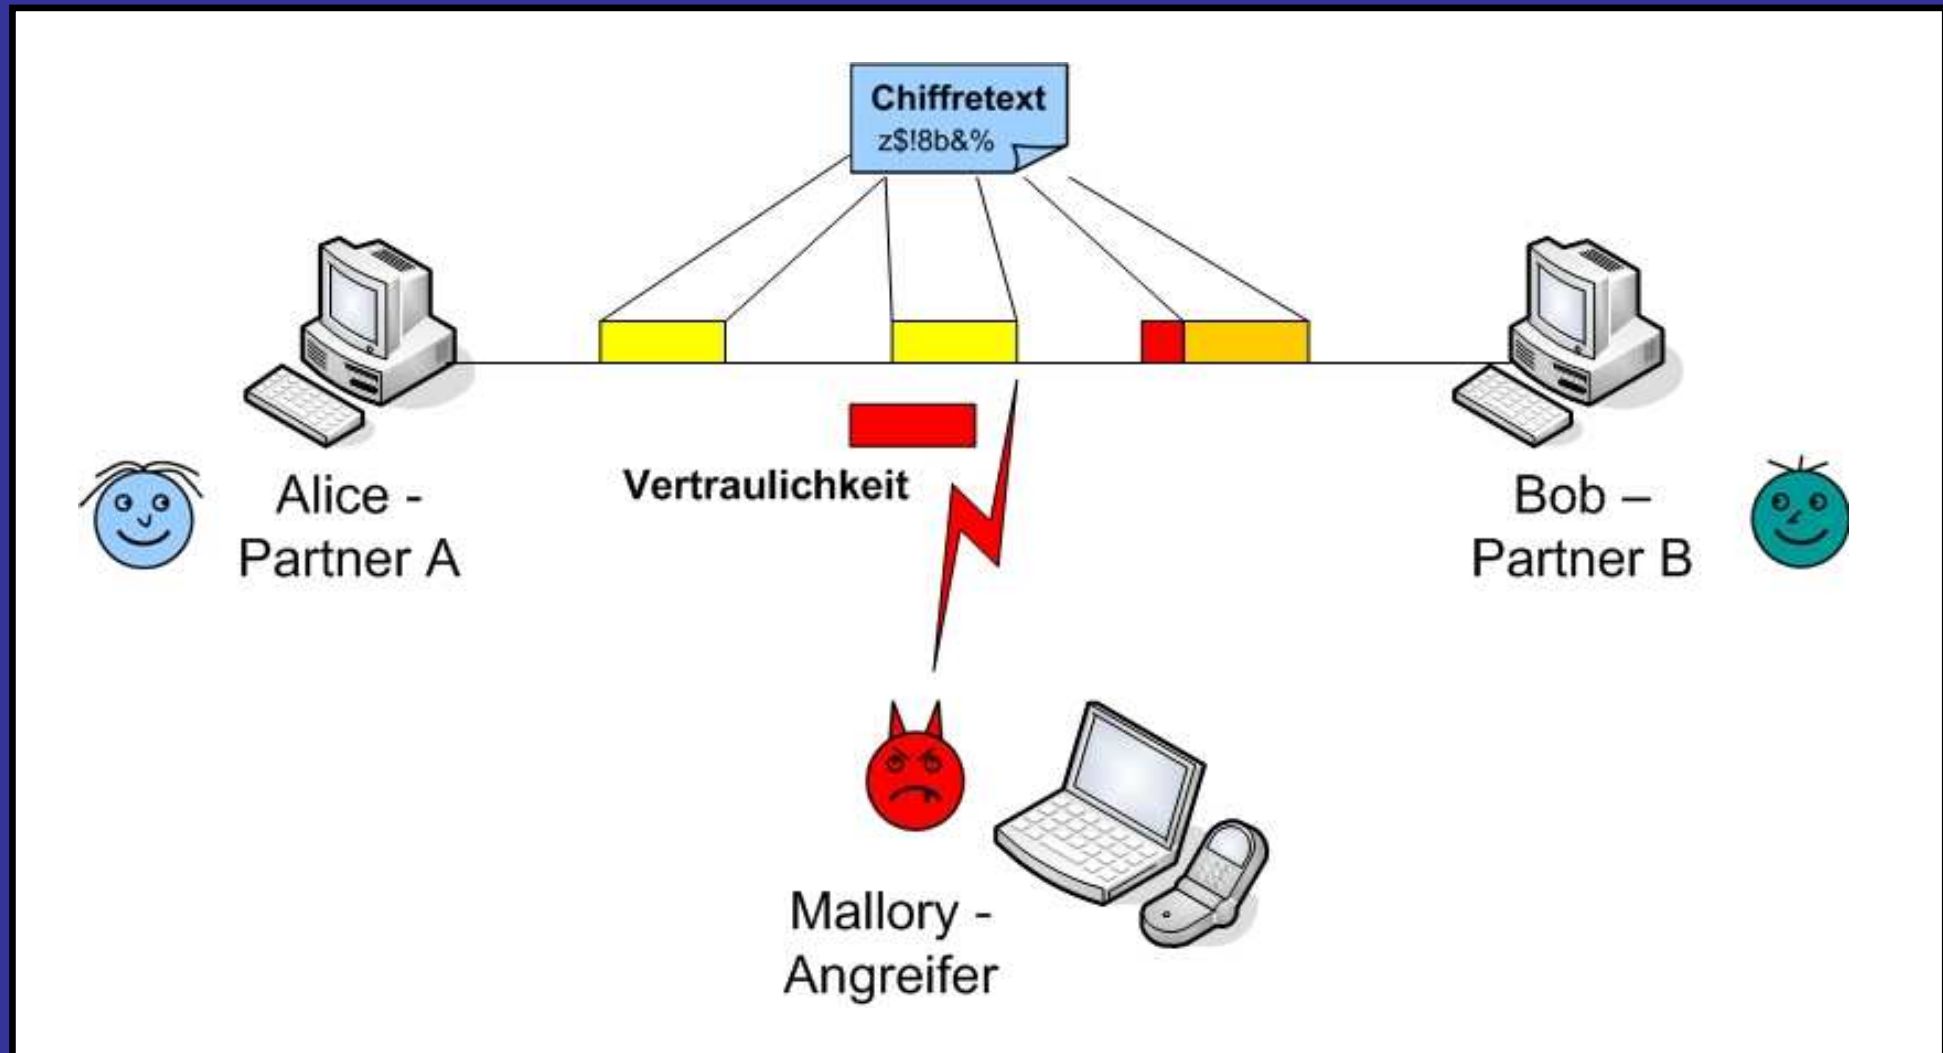 Chiffretext
z$!8b&%
Vertraulichkeit
Alice -
Partner A
Bob –
Partner B
Mallory -
Angreifer